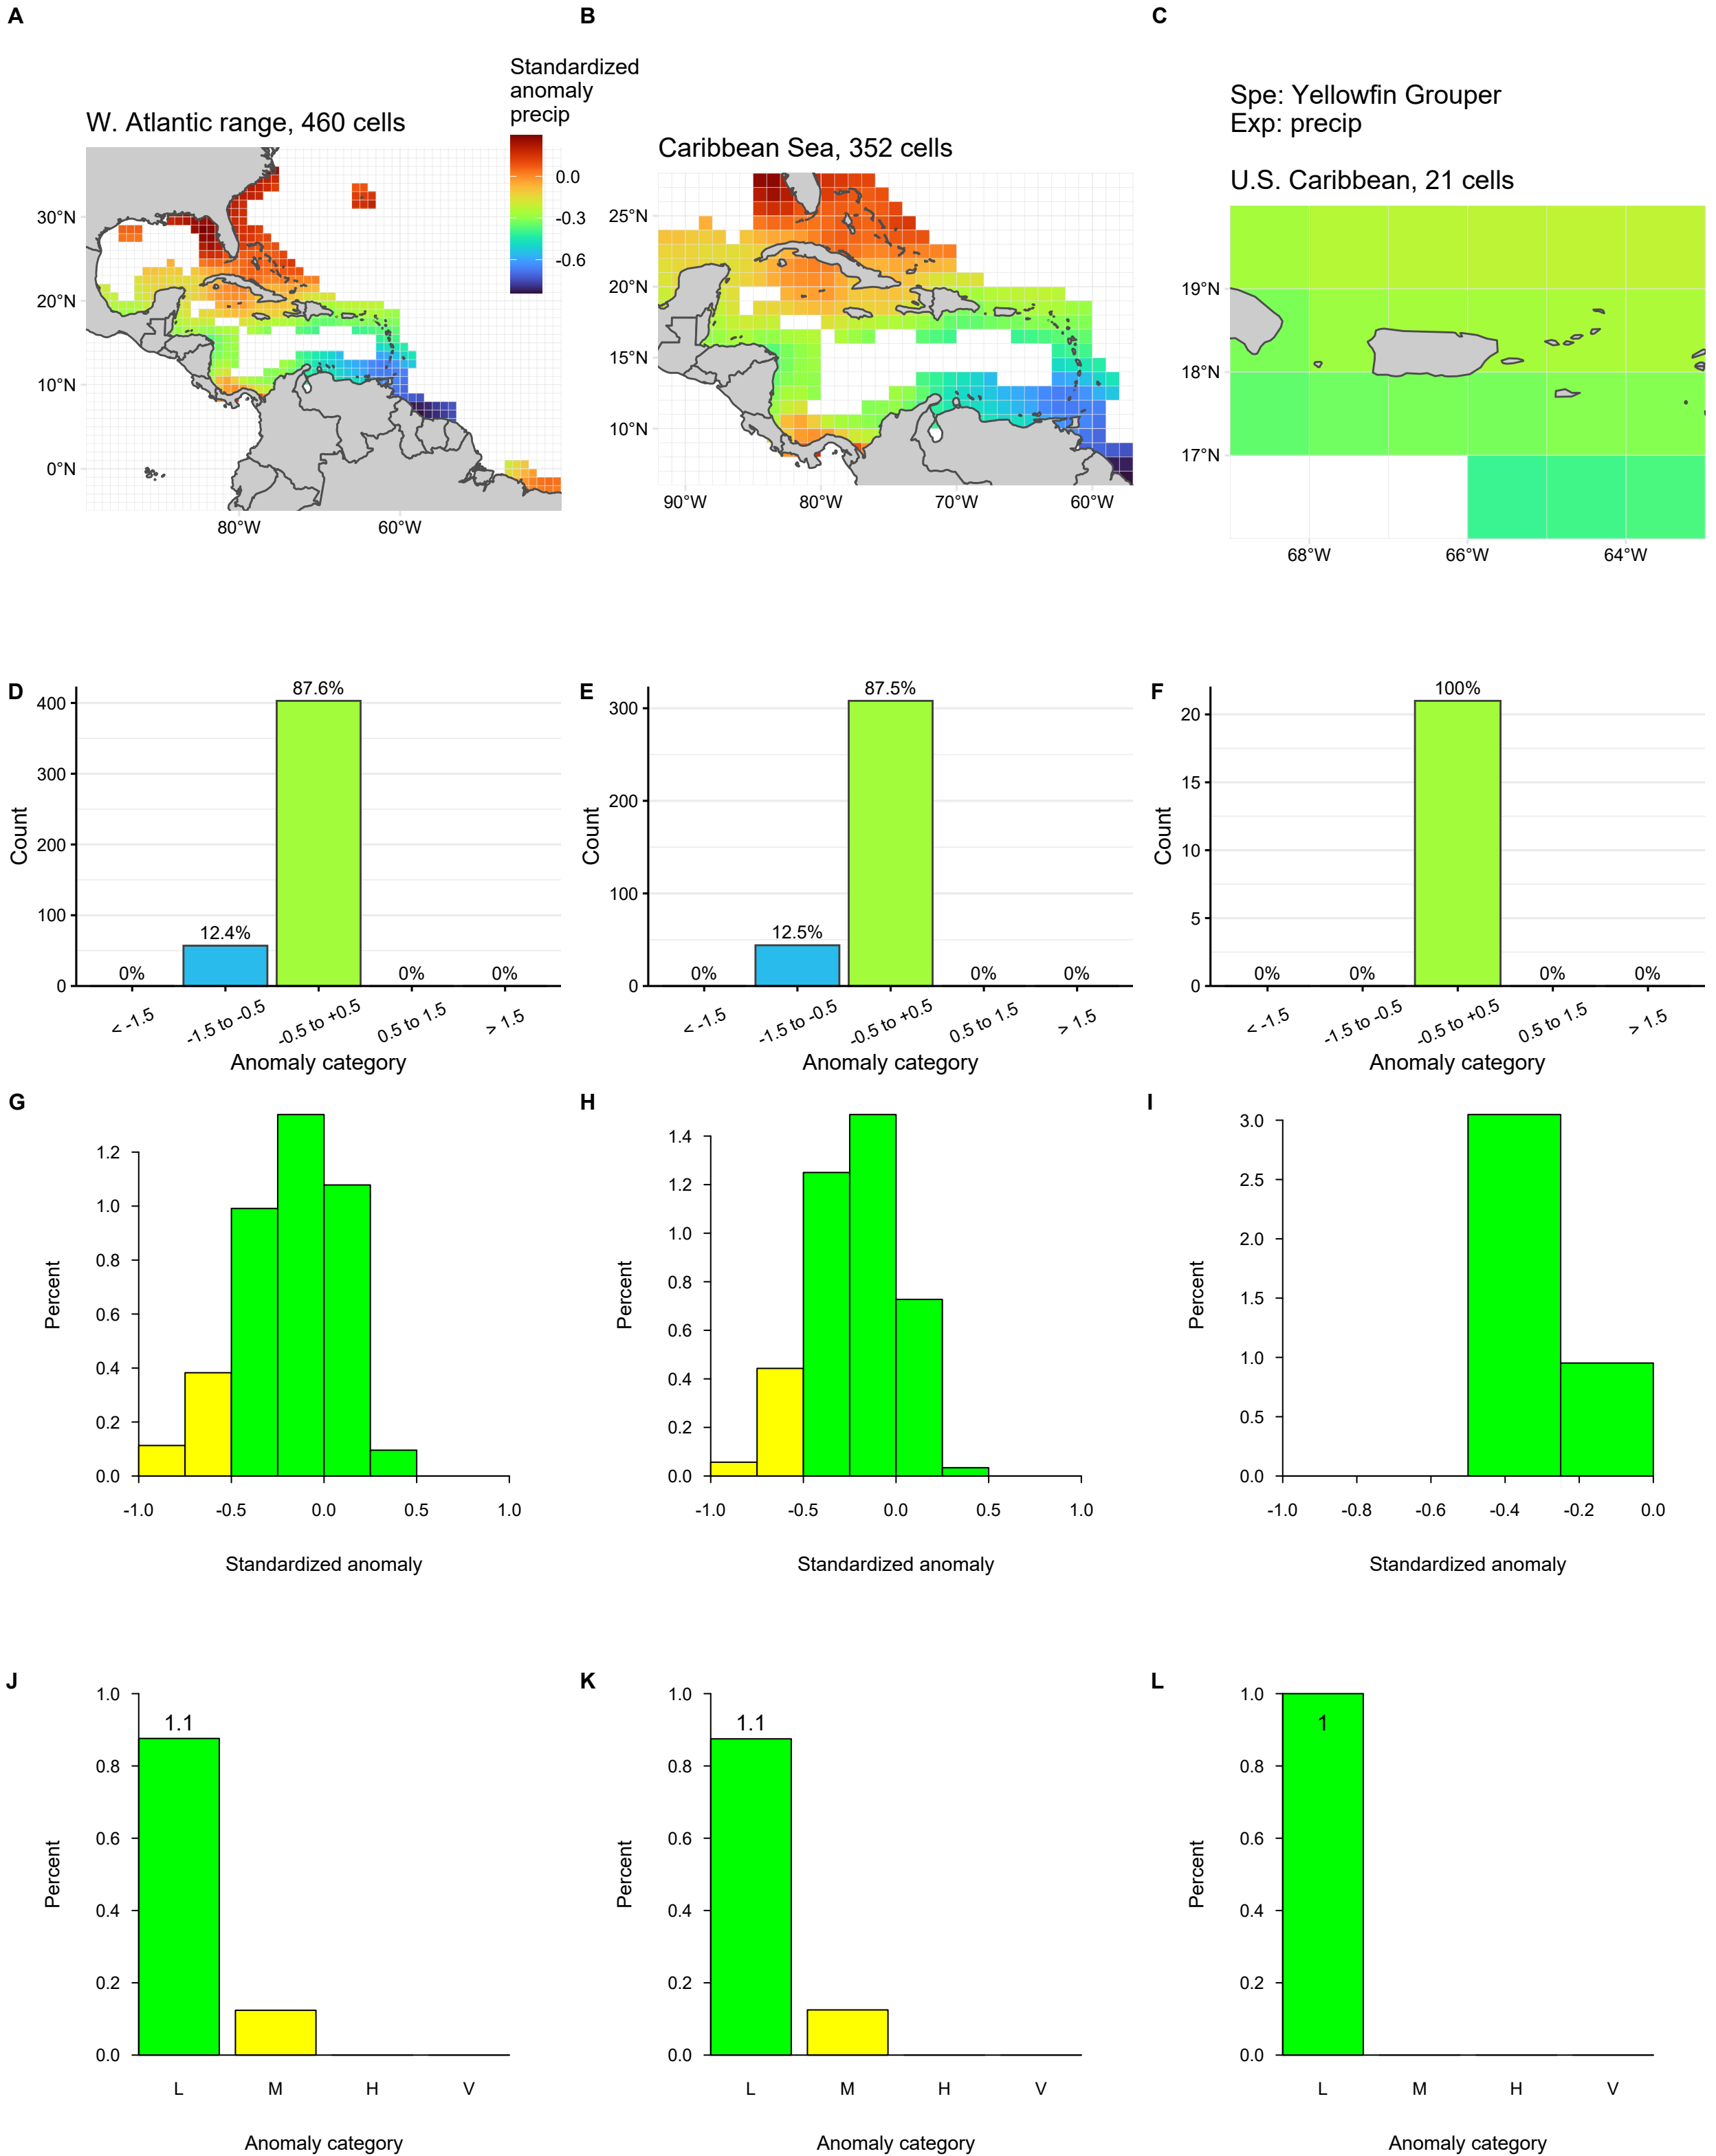 A
B
C
Standardized
anomaly
precip
0.0
-0.3
-0.6
W. Atlantic range, 460 cells
30°N
20°N
10°N
0°N
80°W
60°W
Caribbean Sea, 352 cells
25°N
20°N
15°N
10°N
90°W
80°W
70°W
60°W
Spe: Yellowfin Grouper
Exp: precip
U.S. Caribbean, 21 cells
19°N
18°N
17°N
68°W
66°W
64°W
D
Count
400
300
200
100
0
0%
12.4%
87.6%
0%
0%
< -1.5
-1.5 to -0.5
-0.5 to +0.5
0.5 to 1.5
> 1.5
Anomaly category
E
Count
300
200
100
0
0%
12.5%
87.5%
0%
0%
< -1.5
-1.5 to -0.5
-0.5 to +0.5
0.5 to 1.5
> 1.5
Anomaly category
F
Count
20
15
10
5
0
0%
0%
100%
0%
0%
< -1.5
-1.5 to -0.5
-0.5 to +0.5
0.5 to 1.5
> 1.5
Anomaly category
G
Percent
1.2
1.0
0.8
0.6
0.4
0.2
0.0
-1.0
-0.5
0.0
0.5
1.0
Standardized anomaly
H
Percent
1.4
1.2
1.0
0.8
0.6
0.4
0.2
0.0
-1.0
-0.5
0.0
0.5
1.0
Standardized anomaly
I
Percent
3.0
2.5
2.0
1.5
1.0
0.5
0.0
-1.0
-0.8
-0.6
-0.4
-0.2
0.0
Standardized anomaly
J
Percent
1.0
0.8
0.6
0.4
0.2
0.0
1.1
L
M
H
V
Anomaly category
K
Percent
1.0
0.8
0.6
0.4
0.2
0.0
1.1
L
M
H
V
Anomaly category
L
Percent
1.0
0.8
0.6
0.4
0.2
0.0
1
L
M
H
V
Anomaly category